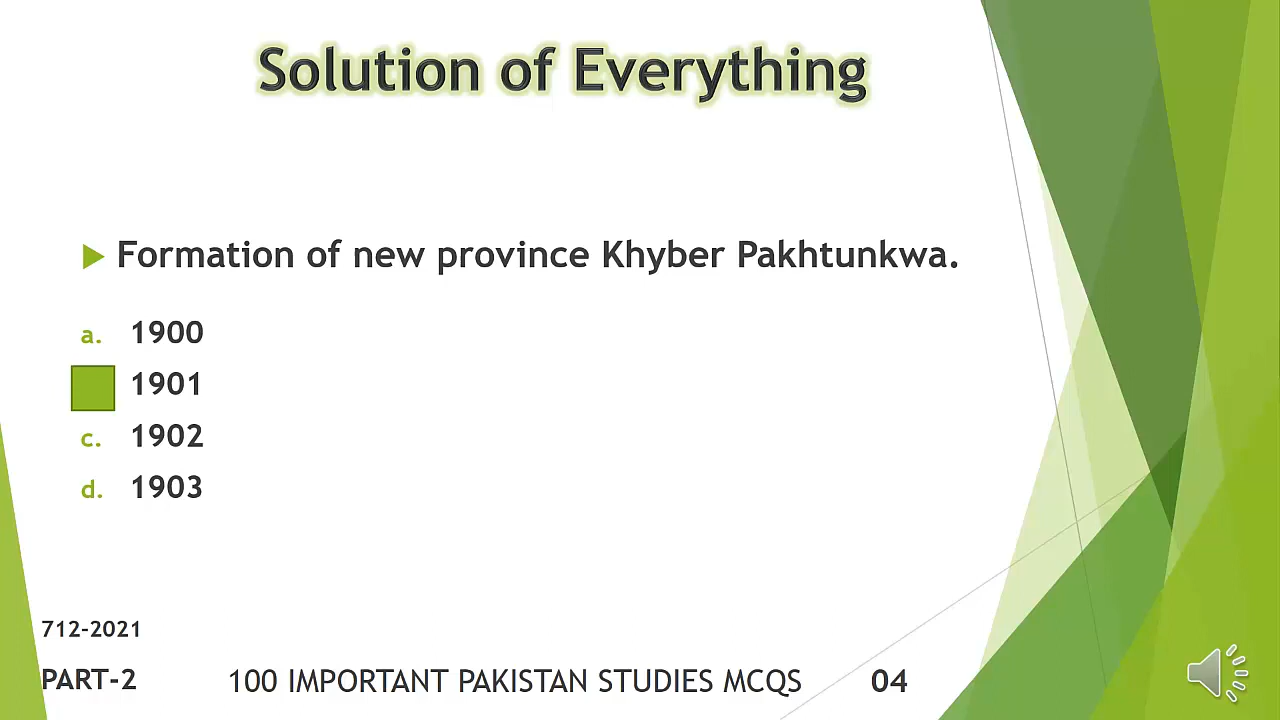 Solution of Everything
Formation of new province Khyber Pakhtunkwa.
a. 1900
1901
c. 1902
d. 1903
712-2021
PART-2 100 IMPORTANT PAKISTAN STUDIES MCQS 04